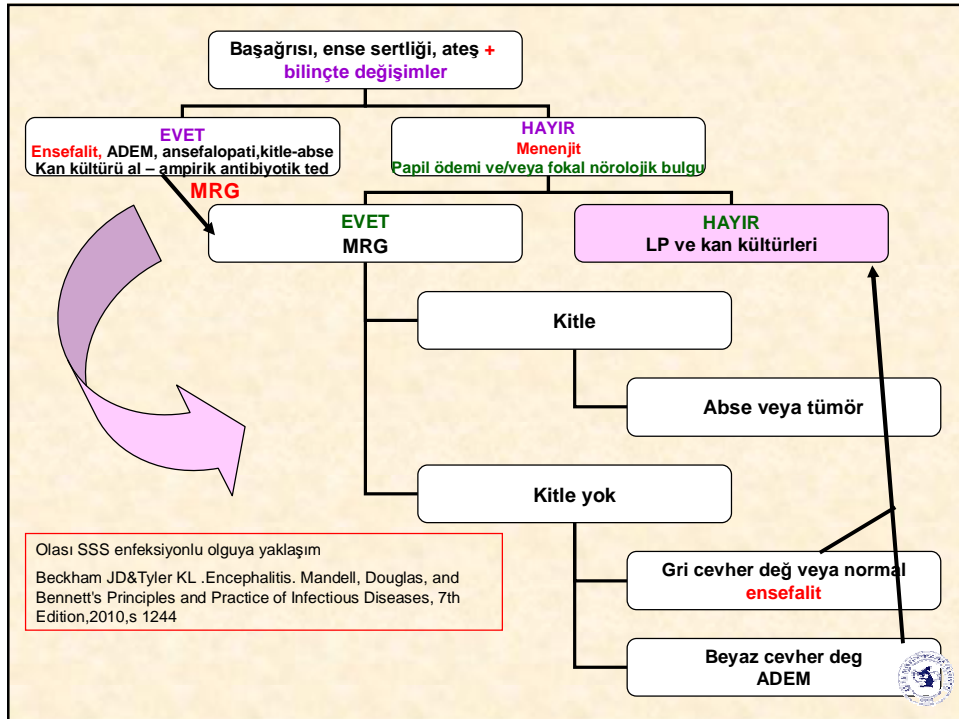 Başağrısı, ense sertliği, ateş +
bilinçte değişimler
EVET
Ensefalit, ADEM, ansefalopati,kitle-abse
Kan kültürü al – ampirik antibiyotik ted
HAYIR
Menenjit
Papil ödemi ve/veya fokal nörolojik bulgu
MRG
EVET
MRG
HAYIR
LP ve kan kültürleri
Kitle
Abse veya tümör
Kitle yok
Gri cevher değ veya normal
ensefalit
Beyaz cevher deg
ADEM
Olası SSS enfeksiyonlu olguya yaklaşım
Beckham JD&Tyler KL .Encephalitis. Mandell, Douglas, and
Bennett's Principles and Practice of Infectious Diseases, 7th
Edition,2010,s 1244